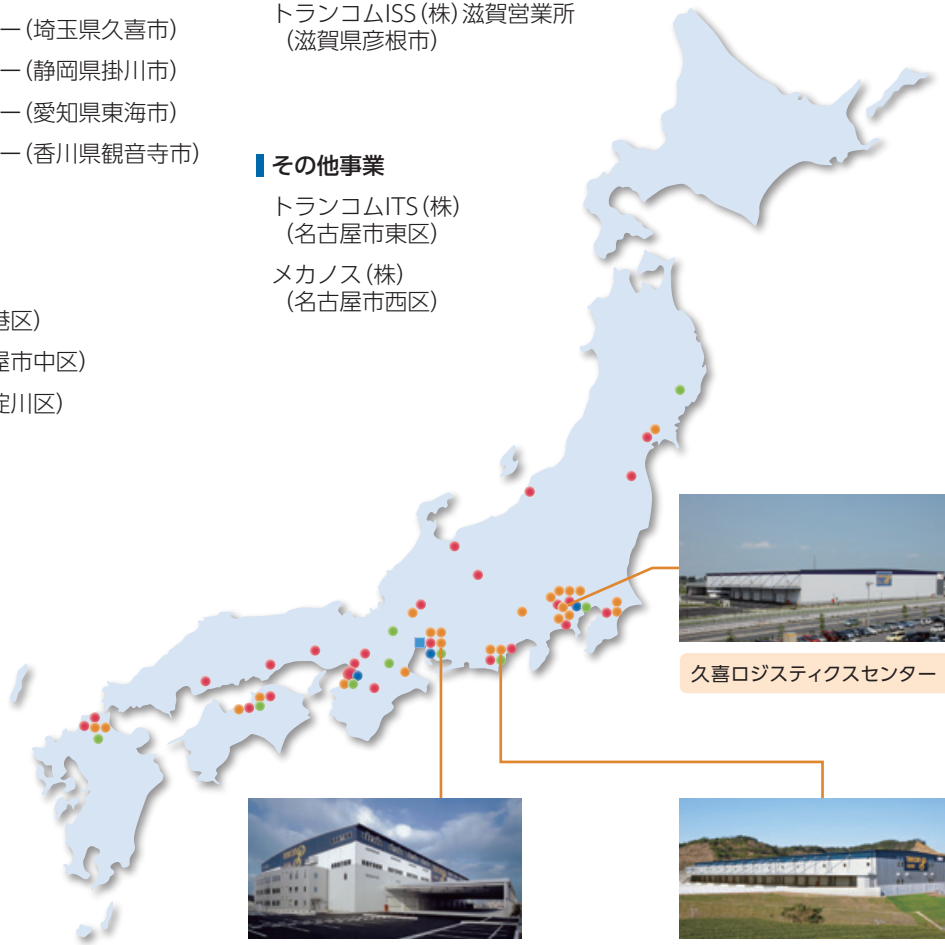 ー(埼玉県久喜市)
ー(静岡県掛川市)
ー(愛知県東海市)
ー(香川県観音寺市)
港区)
屋市中区)
淀川区)
トランコムISS(株)滋賀営業所
(滋賀県彦根市)
その他事業
トランコムITS(株)
(名古屋市東区)
メカノス(株)
(名古屋市西区)
久喜ロジスティクスセンター